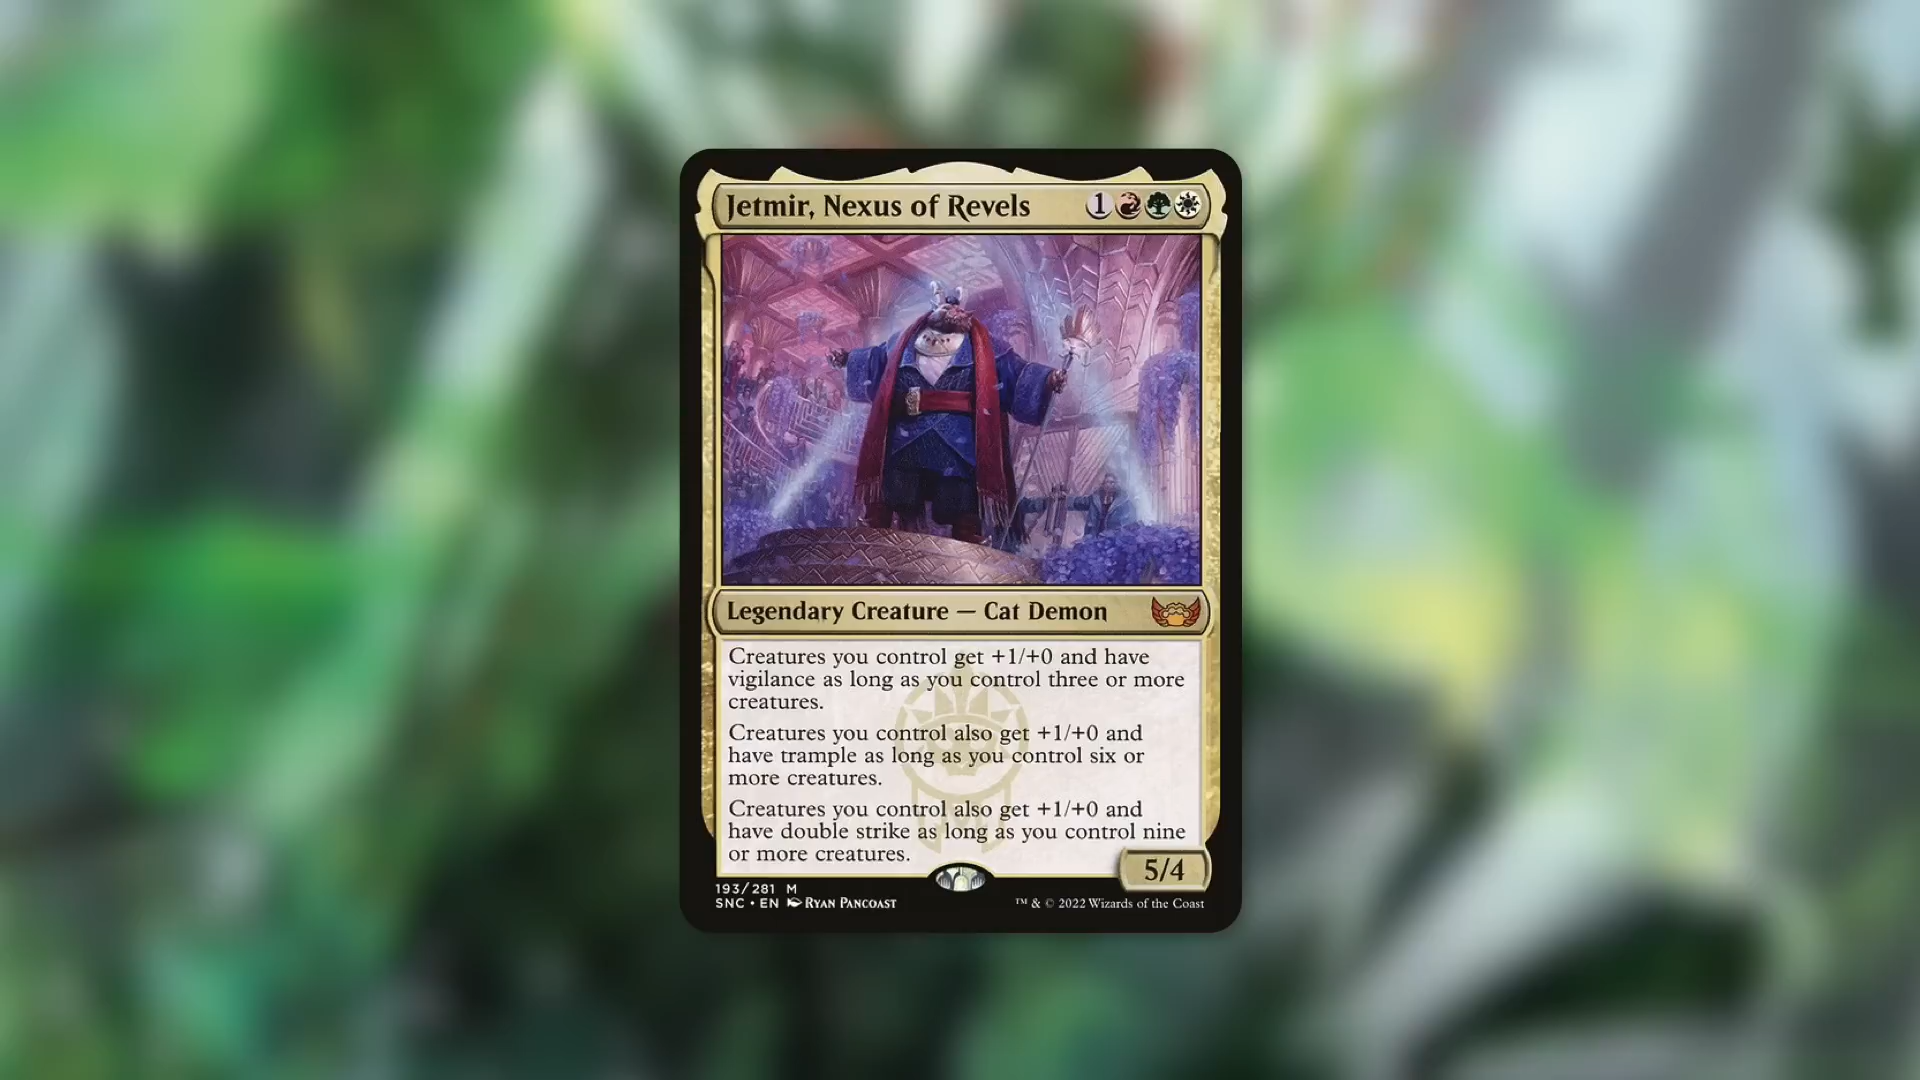 Jetmir, Nexus of Revels 1
Legendary Creature — Cat Demon
Creatures you control get +1/+0 and have
vigilance as long as you control three or more
creatures.
Creatures you control also get +1/+0 and
have trample as long as you control six or
more creatures.
Creatures you control also get +1/+0 and
have double strike as long as you control nine
or more creatures.
5/4
193/281 M
SNC • EN Ryan Pancoast
™ & © 2022 Wizards of the Coast